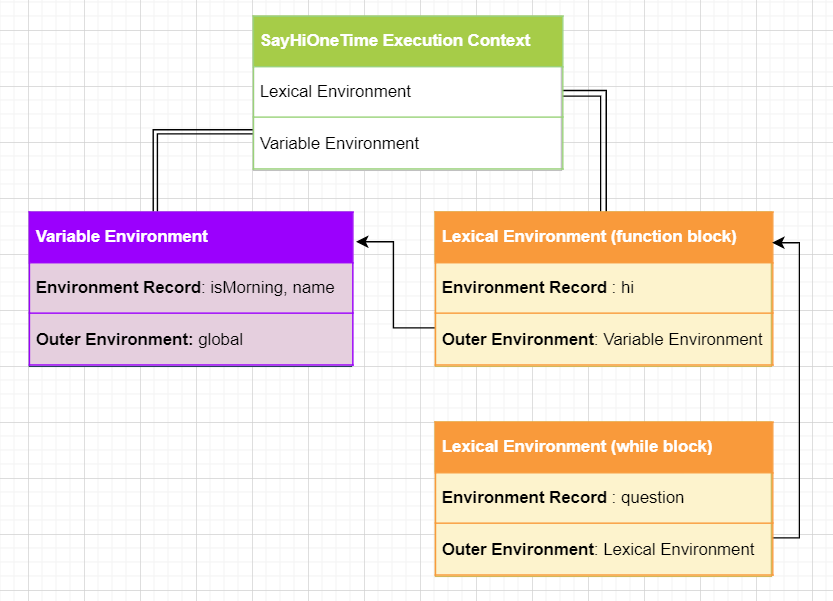 SayHiOneTime Execution Context
Lexical Environment
Variable Environment
Variable Environment
Environment Record: isMorning, name
Outer Environment: global
Lexical Environment (function block)
Environment Record : hi
Outer Environment: Variable Environment
Lexical Environment (while block)
Environment Record : question
Outer Environment: Lexical Environment